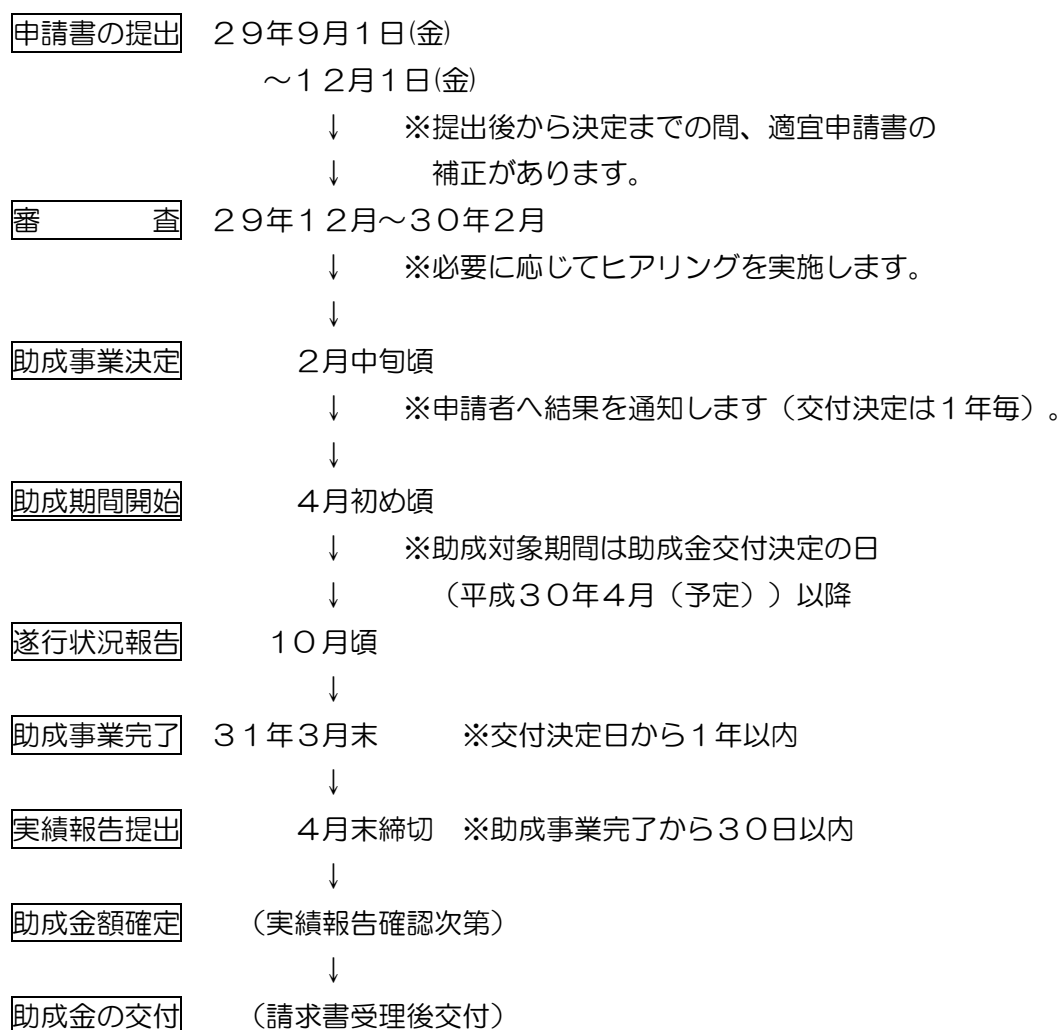 申請書の提出　２９年９月１日(金)
～１２月１日(金)
↓　※提出後から決定までの間、適宜申請書の
↓　補正があります。
審　査　２９年１２月～３０年２月
↓　※必要に応じてヒアリングを実施します。
↓
助成事業決定　２月中旬頃
↓　※申請者へ結果を通知します（交付決定は１年毎）。
↓
助成期間開始　４月初め頃
↓　※助成対象期間は助成金交付決定の日
↓　（平成３０年４月（予定））以降
遂行状況報告　１０月頃
↓
助成事業完了　３１年３月末　※交付決定日から１年以内
↓
実績報告提出　４月末締切　※助成事業完了から３０日以内
↓
助成金額確定　（実績報告確認次第）
↓
助成金の交付　（請求書受理後交付）